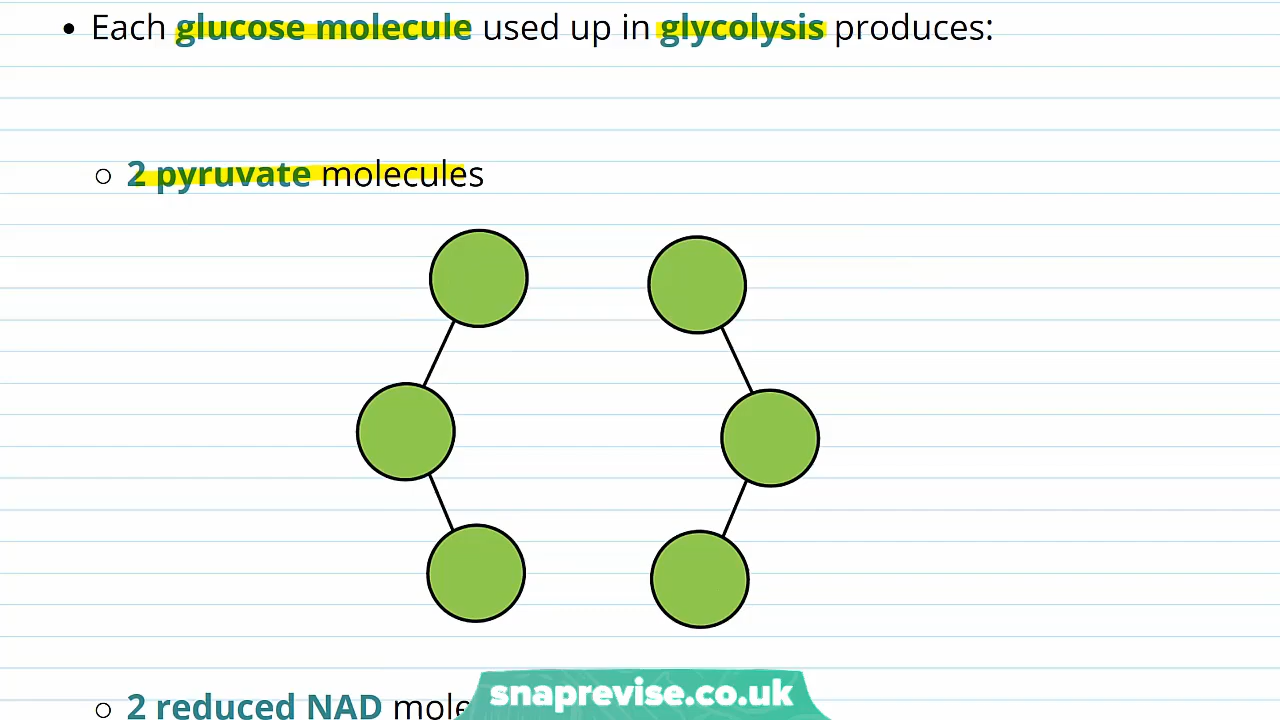 • Each glucose molecule used up in glycolysis produces:
○ 2 pyruvate molecules
○ 2 reduced NAD mole
snaprevise.co.uk